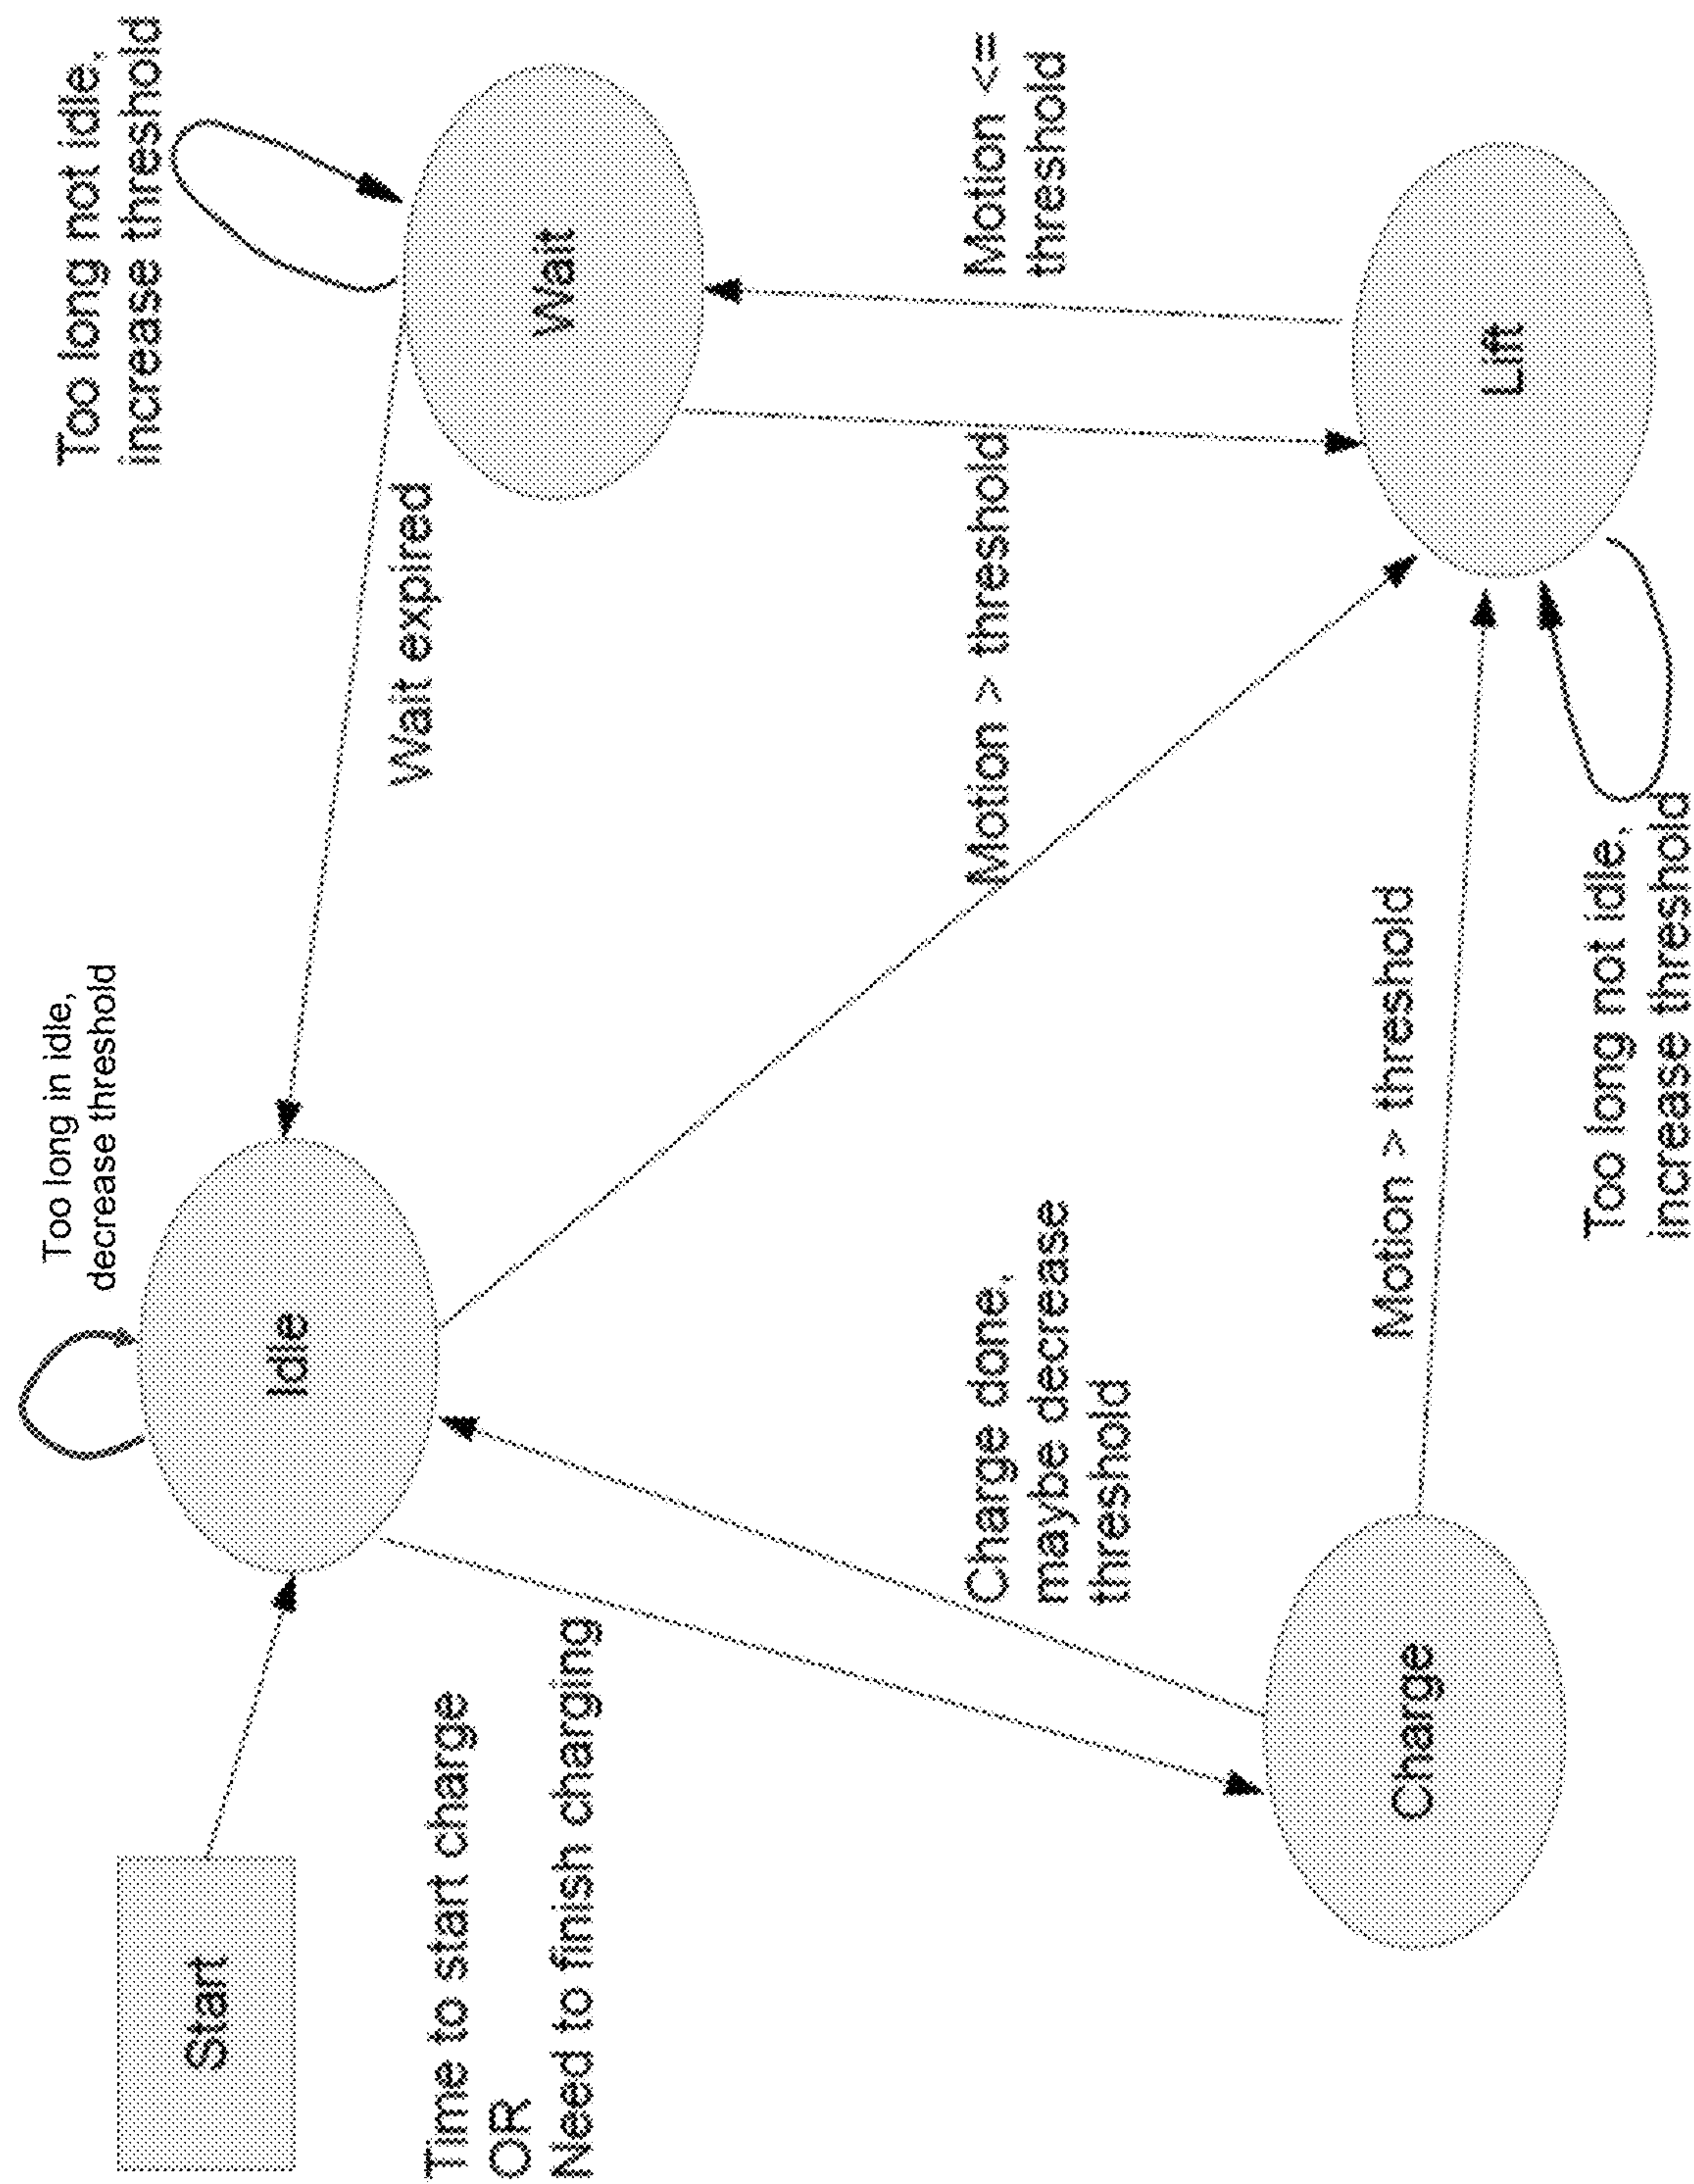 Too long in idle,
decrease threshold
Too long not idle,
increase threshold
Start
Idle
Wait expired
Wait
Time to start charge
OR
Need to finish charging
Charge done,
maybe decrease
threshold
Motion > threshold
Motion <=
threshold
Charge
Motion > threshold
Lift
Too long not idle,
increase threshold